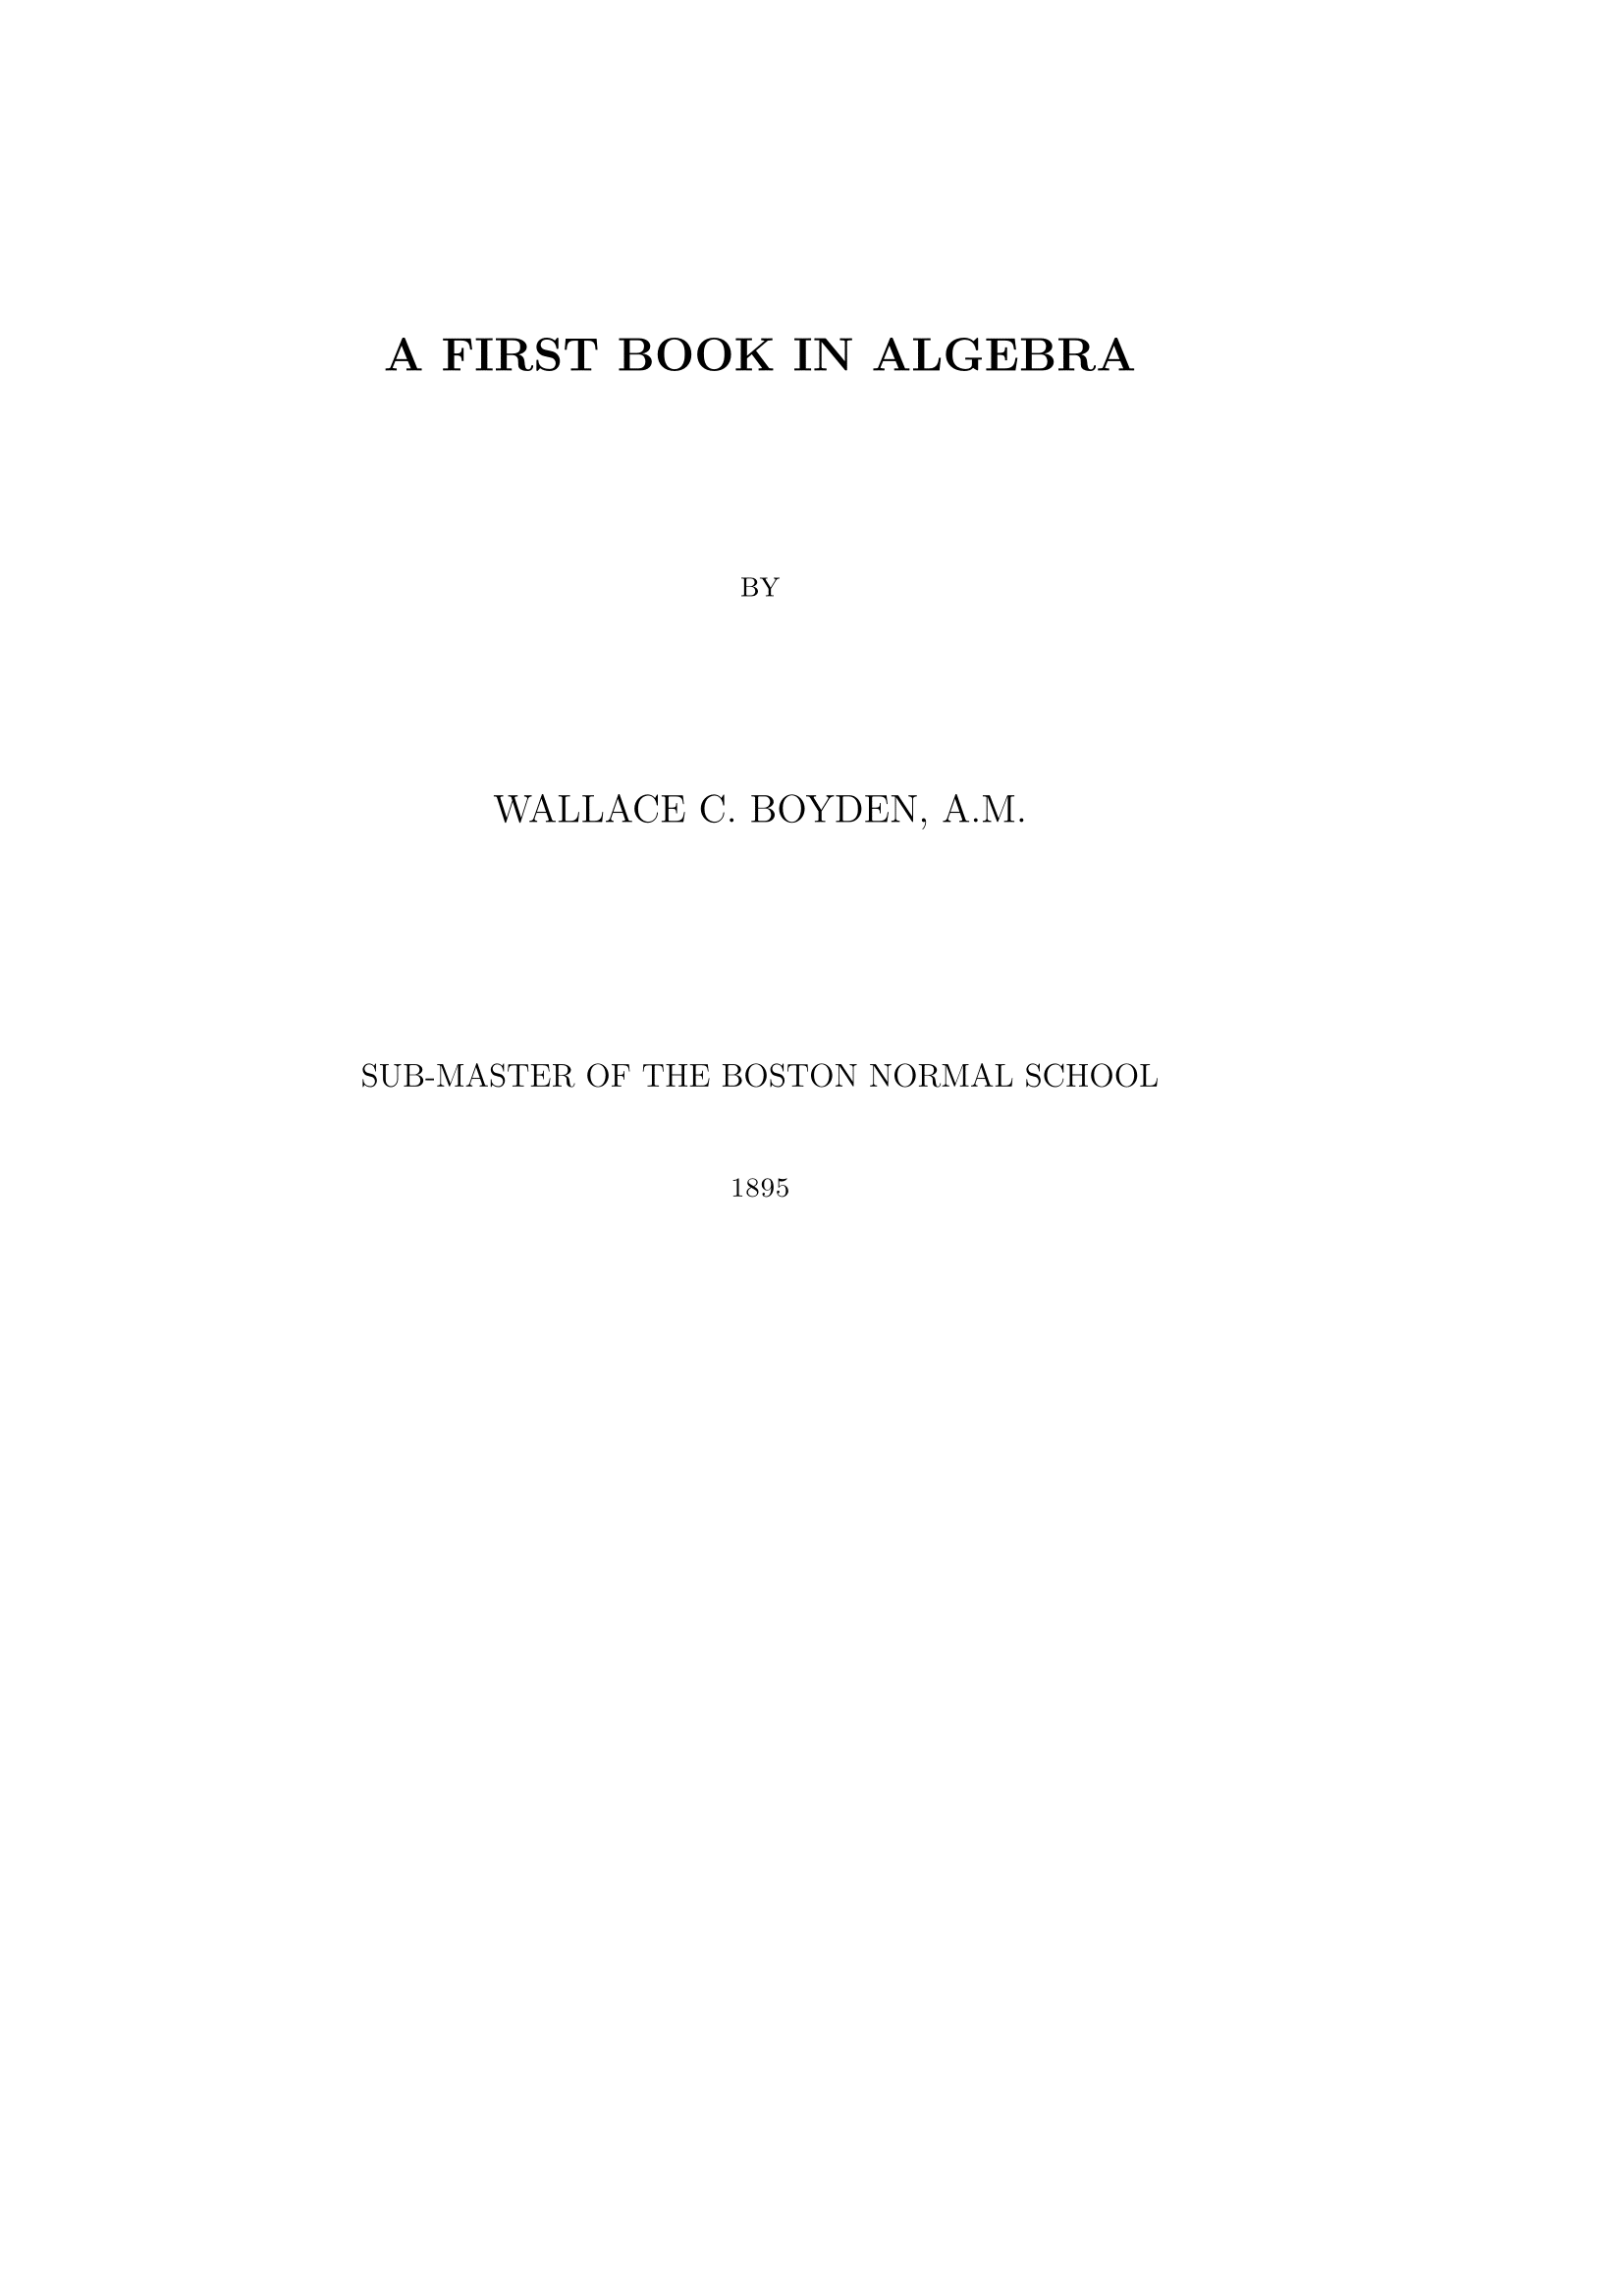 A FIRST BOOK IN ALGEBRA
BY
WALLACE C. BOYDEN, A.M.
SUB-MASTER OF THE BOSTON NORMAL SCHOOL
1895